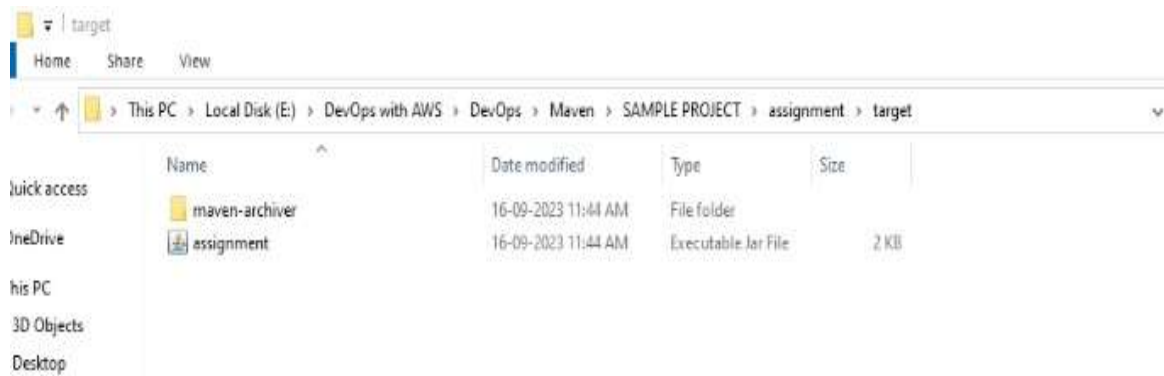 target
Home Share View
This PC > Local Disk (E:) > DevOps with AWS > DevOps > Maven > SAMPLE PROJECT > assignment > target
Name Date modified Type Size
Quick access
maven-archiver 16-09-2023 11:44 AM File folder
OneDrive
assignment 16-09-2023 11:44 AM Executable Jar File 2 KB
his PC
3D Objects
Desktop